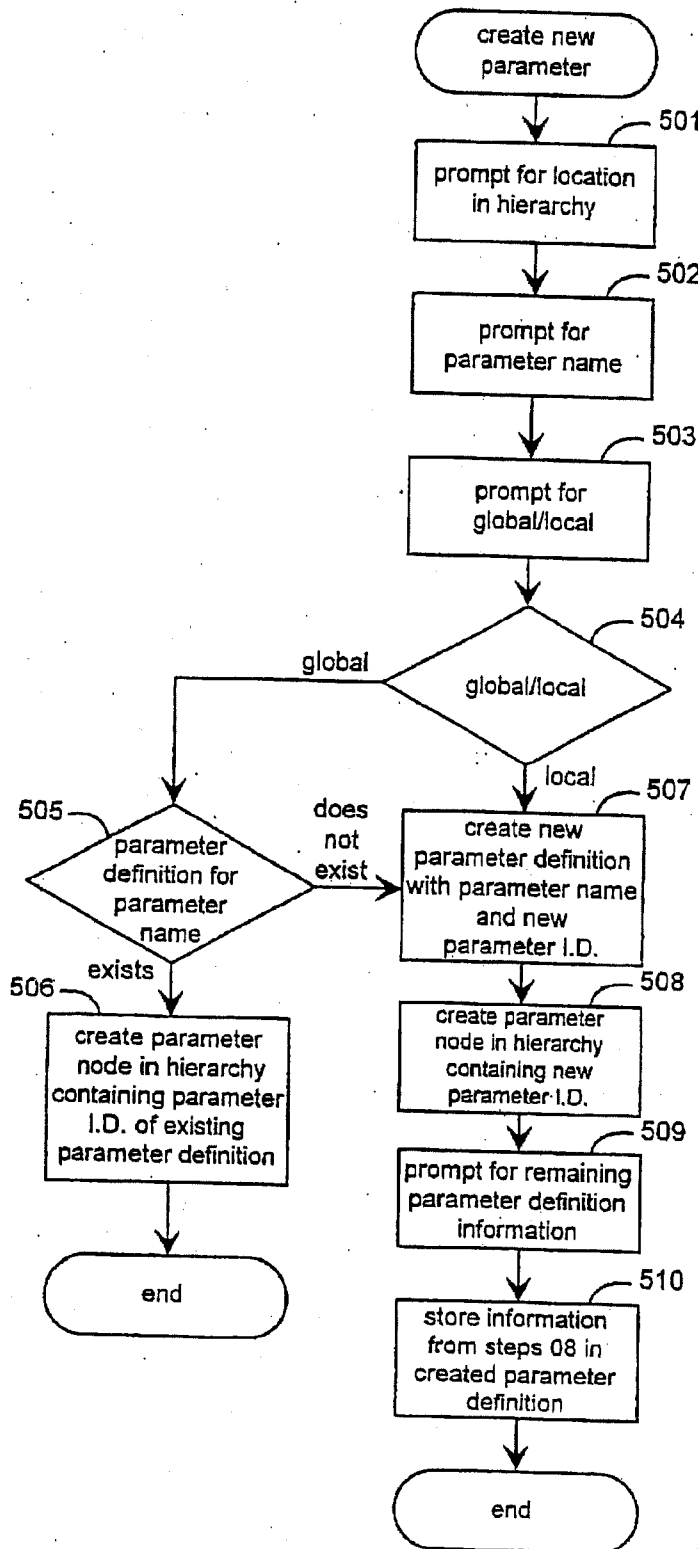 create new
parameter
501
prompt for location
in hierarchy
502
prompt for
parameter name
503
prompt for
global/local
504
global/local
global
local
505
parameter
definition for
parameter
name
does
not
exist
exists
506
create parameter
node in hierarchy
containing parameter
I.D. of existing
parameter definition
end
507
create new
parameter definition
with parameter name
and new
parameter I.D.
508
create parameter
node in hierarchy
containing new
parameter I.D.
509
prompt for remaining
parameter definition
information
510
store information
from steps 08 in
created parameter
definition
end